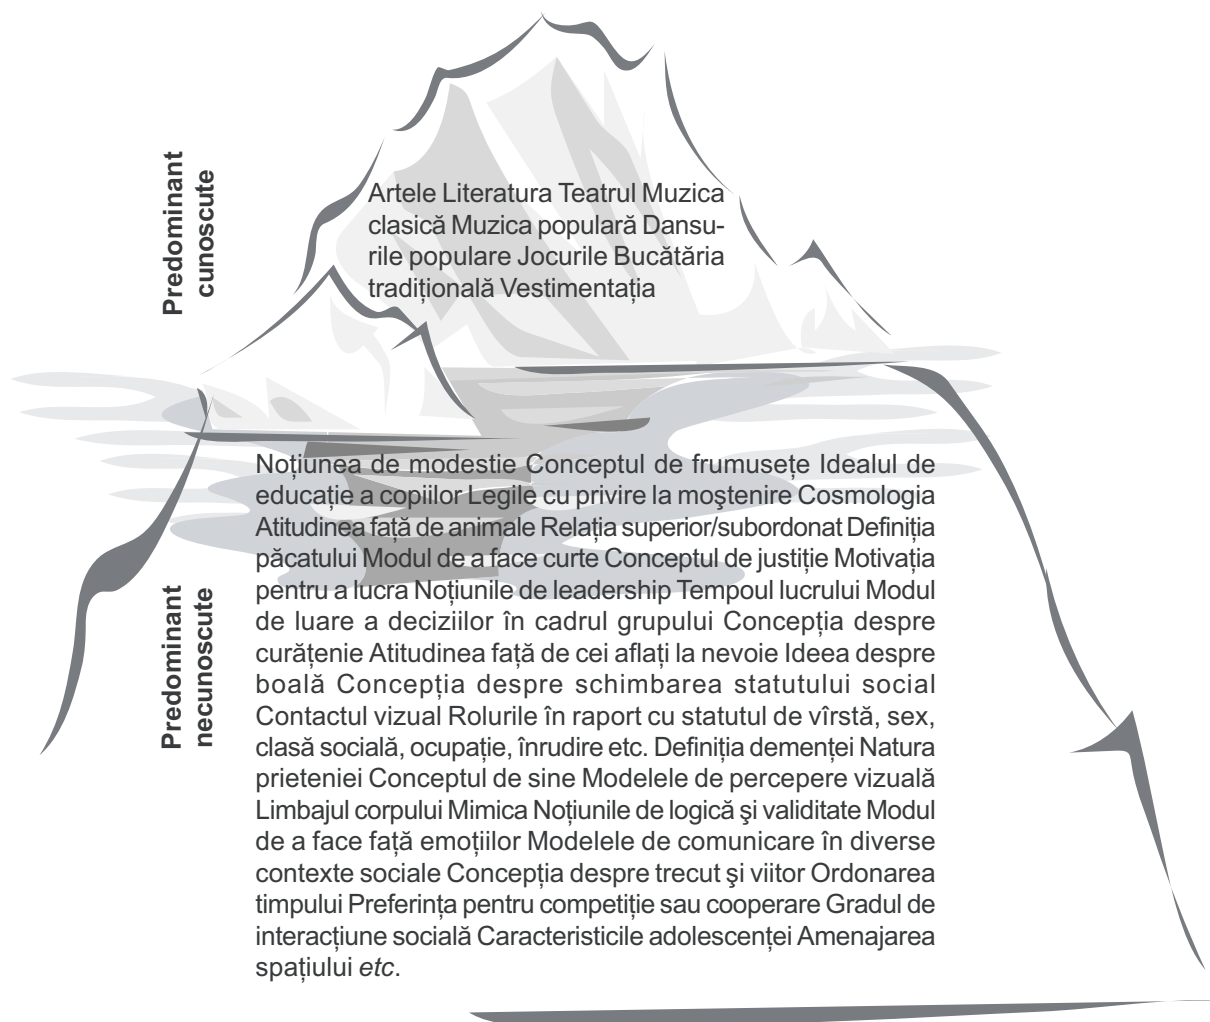 Predominant
cunoscute
Artele Literatura Teatrul Muzica
clasică Muzica populară Dansu-
rile populare Jocurile Bucătăria
tradițională Vestimentația
Predominant
necunoscute
Noțiunea de modestie Conceptul de frumusețe Idealul de
educație a copiilor Legile cu privire la moştenire Cosmologia
Atitudinea față de animale Relația superior/subordonat Definiția
păcatului Modul de a face curte Conceptul de justiție Motivația
pentru a lucra Noțiunile de leadership Tempoul lucrului Modul
de luare a deciziilor în cadrul grupului Concepția despre
curățenie Atitudinea față de cei aflați la nevoie Ideea despre
boală Concepția despre schimbarea statutului social
Contactul vizual Rolurile în raport cu statutul de vîrstă, sex,
clasă socială, ocupație, înrudire etc. Definiția demenței Natura
prieteniei Conceptul de sine Modelele de percepere vizuală
Limbajul corpului Mimica Noțiunile de logică şi validitate Modul
de a face față emoțiilor Modelele de comunicare în diverse
contexte sociale Concepția despre trecut şi viitor Ordonarea
timpului Preferința pentru competiție sau cooperare Gradul de
interacțiune socială Caracteristicile adolescenței Amenajarea
spațiului etc.